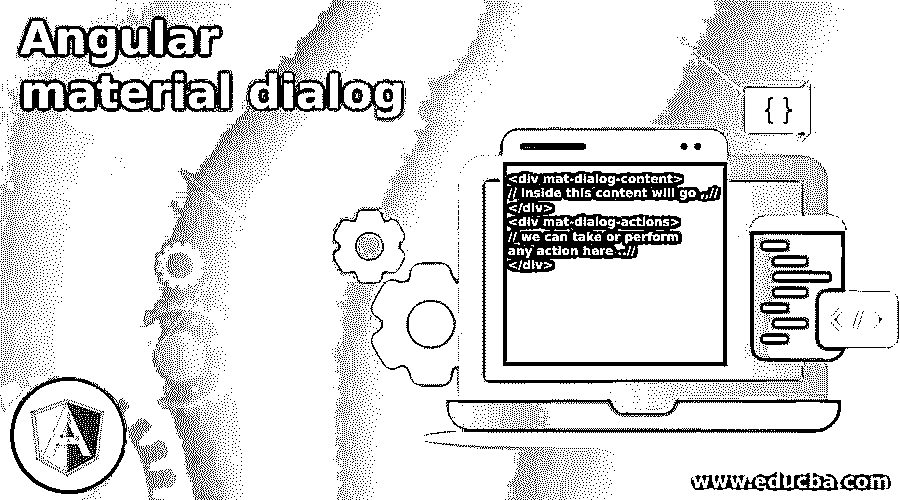 Angular
material dialog
{ }
<div mat-dialog-content>
// inside this content will go ,,//
</div>
<div mat-dialog-actions>
// we can take or perform
any action here ..//
</div>
< // >
A
www.educba.com